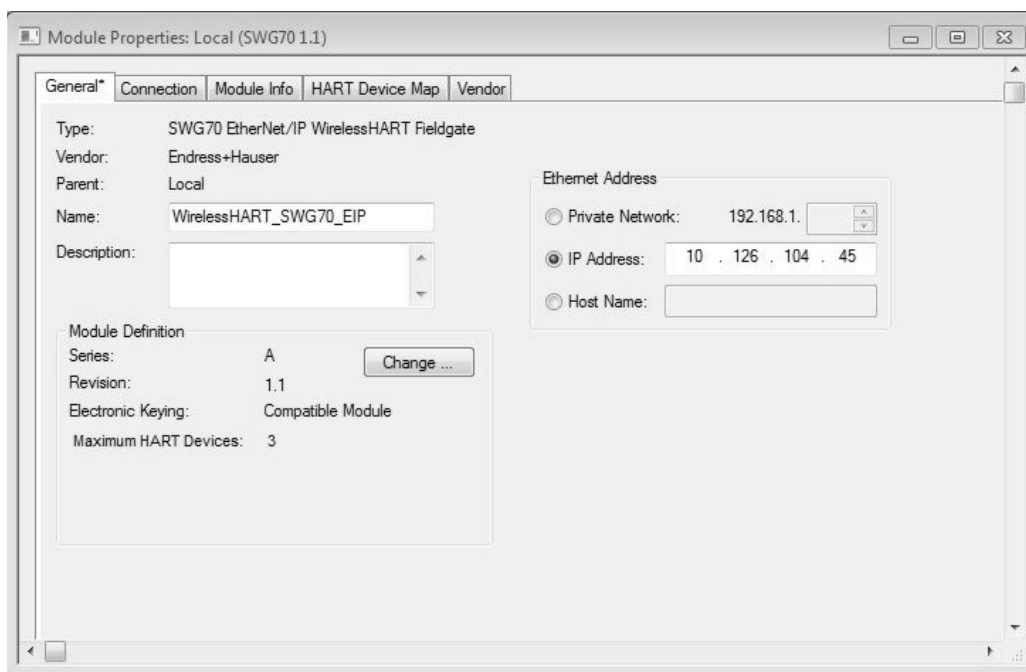 Module Properties: Local (SWG70 1.1)
General* Connection Module Info HART Device Map Vendor
Type: SWG70 EtherNet/IP WirelessHART Fieldgate
Vendor: Endress+Hauser
Parent: Local
Name: WirelessHART_SWG70_EIP
Description:
Module Definition
Series: A Change ...
Revision: 1.1
Electronic Keying: Compatible Module
Maximum HART Devices: 3
Ethernet Address
Private Network: 192.168.1.
IP Address: 10 . 126 . 104 . 45
Host Name: